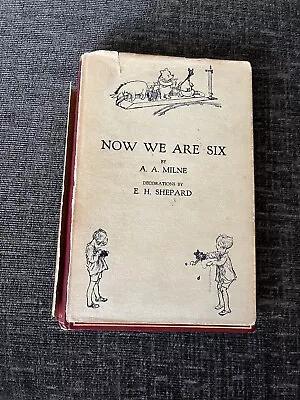 NOW WE ARE SIX
BY
A. A. MILNE
DECORATIONS BY
E. H. SHEPARD